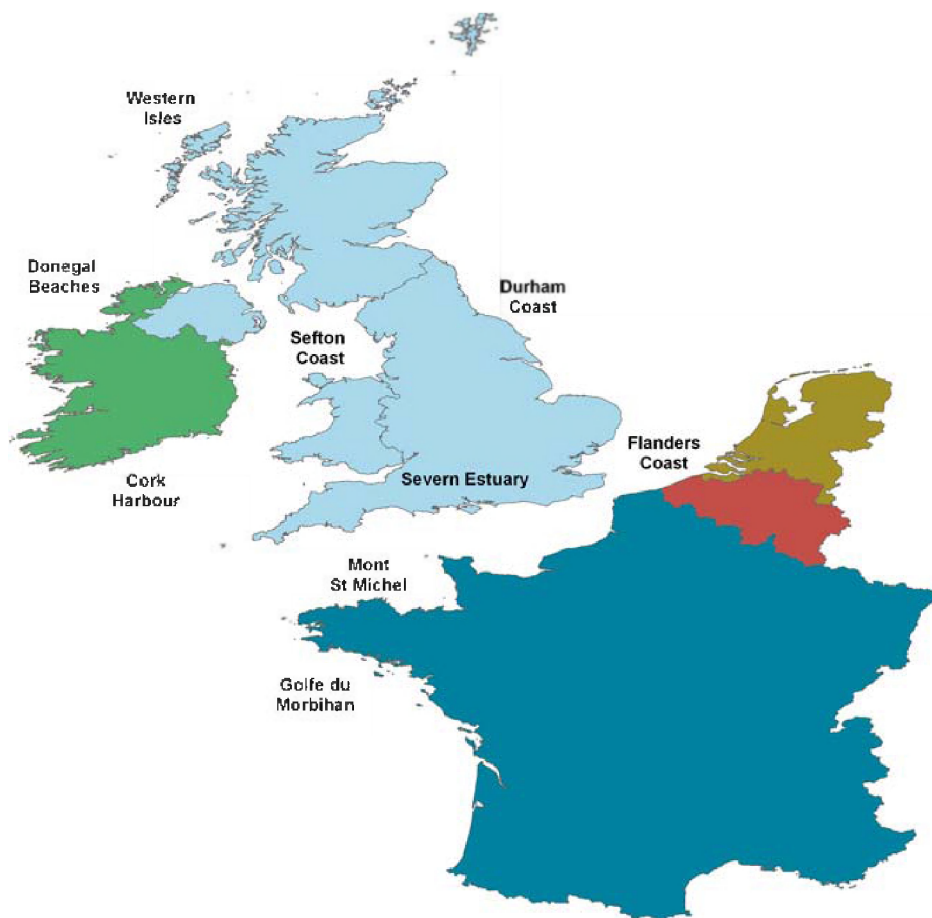 Western
Isles
Donegal
Beaches
Durham
Coast
Sefton
Coast
Flanders
Coast
Cork
Harbour
Severn Estuary
Mont
St Michel
Golfe du
Morbihan